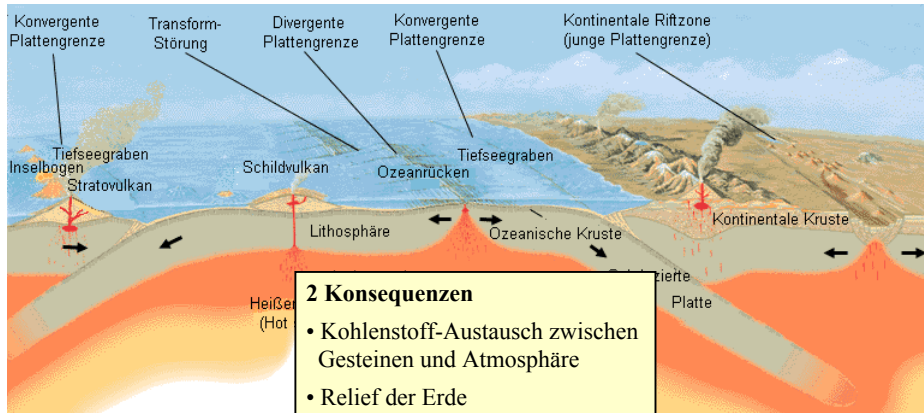 Konvergente
Plattengrenze
Transform-
Störung
Divergente
Plattengrenze
Konvergente
Plattengrenze
Kontinentale Riftzone
(junge Plattengrenze)
Tiefseegraben
Inselbogen
Stratovulkan
Schildvulkan
Ozeanrücken
Tiefseegraben
Lithosphäre
Ozeanische Kruste
Kontinentale Kruste
Platte
(Hot
2 Konsequenzen
• Kohlenstoff-Austausch zwischen
Gesteinen und Atmosphäre
• Relief der Erde